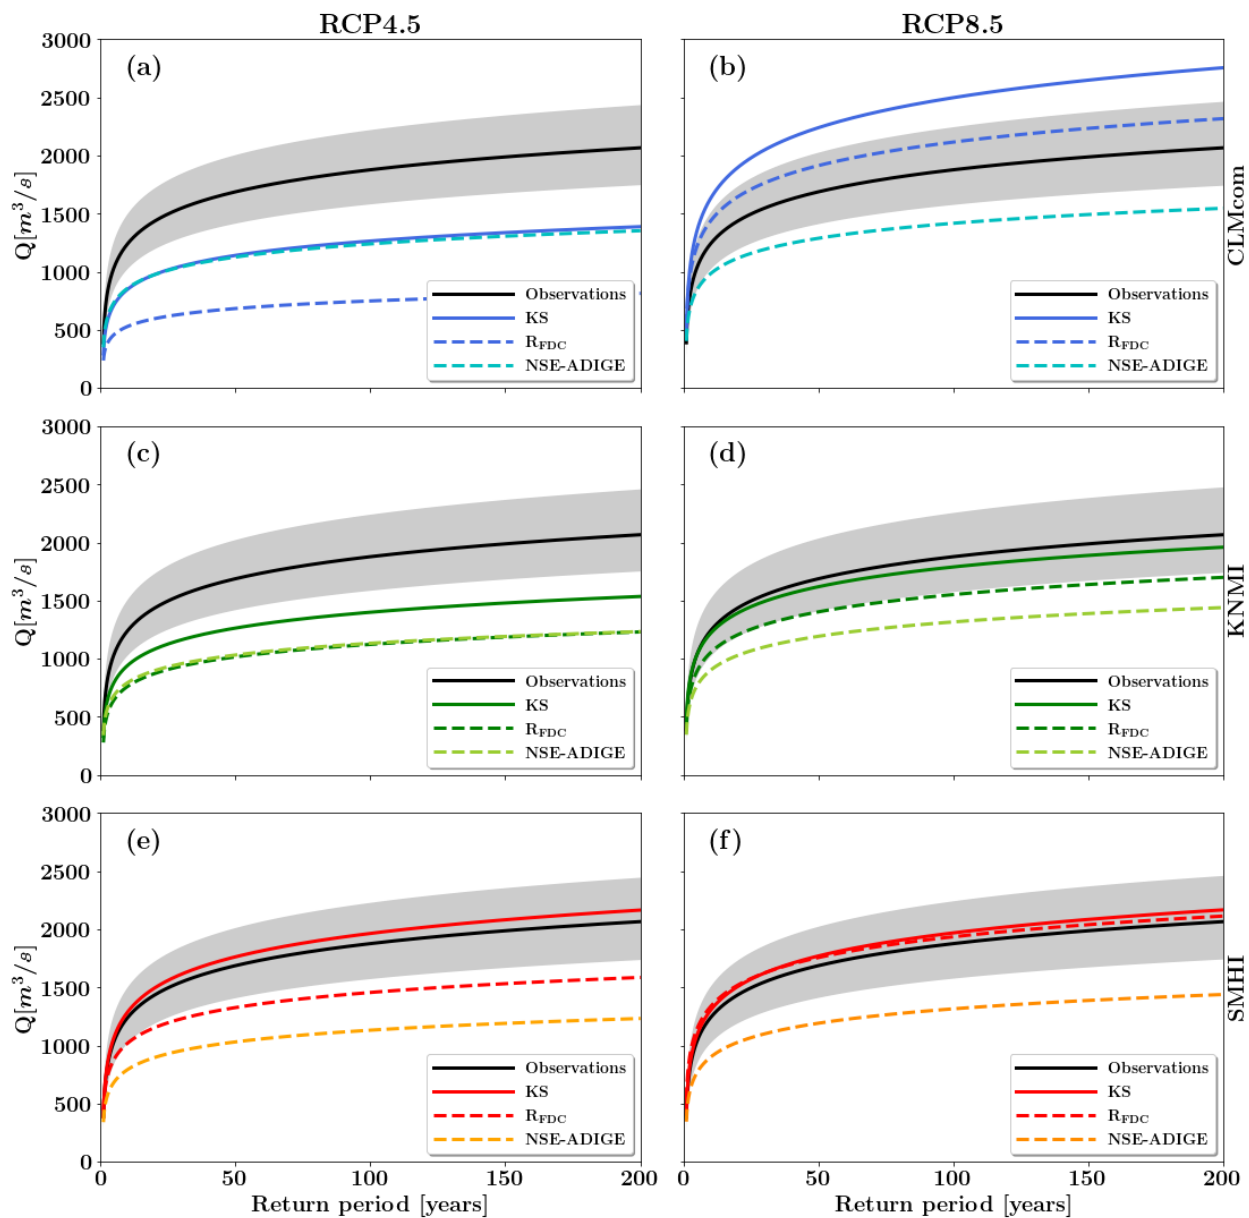 RCP4.5
RCP8.5
3000
2500
2000
1500
1000
500
0
Q[m³/s]
(a)
Observations
KS
R_FDC
NSE-ADIGE
(b)
Observations
KS
R_FDC
NSE-ADIGE
CLMcom
3000
2500
2000
1500
1000
500
0
Q[m³/s]
(c)
Observations
KS
R_FDC
NSE-ADIGE
(d)
Observations
KS
R_FDC
NSE-ADIGE
KNMI
3000
2500
2000
1500
1000
500
0
Q[m³/s]
(e)
Observations
KS
R_FDC
NSE-ADIGE
0 50 100 150 200
Return period [years]
(f)
Observations
KS
R_FDC
NSE-ADIGE
SMHI
0 50 100 150 200
Return period [years]